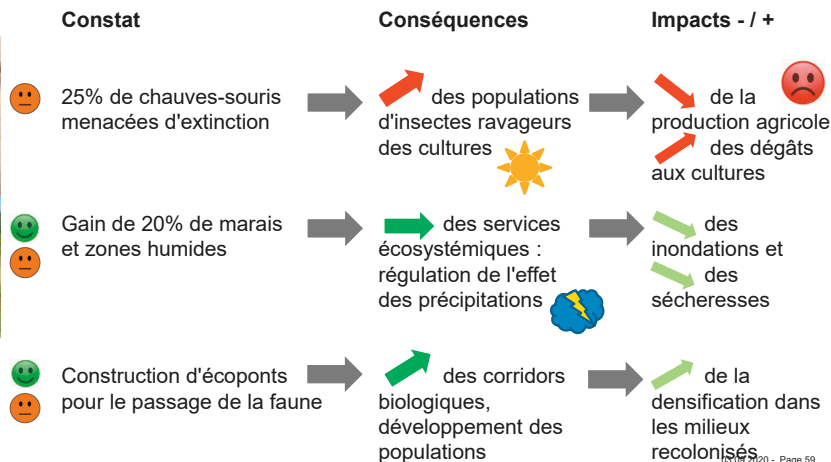 Constat
Conséquences
Impacts - / +
25% de chauves-souris
menacées d'extinction
des populations
d'insectes ravageurs
des cultures
de la
production agricole
des dégâts
aux cultures
Gain de 20% de marais
et zones humides
des services
écosystémiques :
régulation de l'effet
des précipitations
des
inondations et
des
sécheresses
Construction d'écoponts
pour le passage de la faune
des corridors
biologiques,
développement des
populations
de la
densification dans
les milieux
recolonisés
03.09.2020 - Page 59